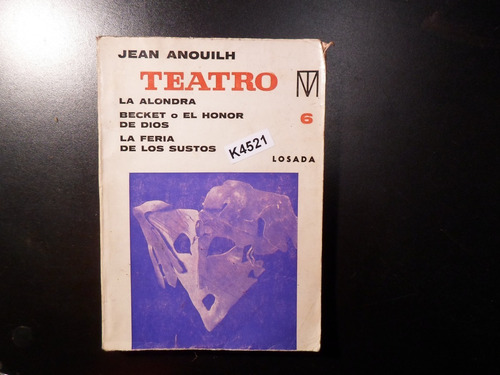 JEAN ANOUILH
TEATRO
LA ALONDRA
BECKET o EL HONOR
DE DIOS
6
LA FERIA
DE LOS SUSTOS
K4521
LOSADA